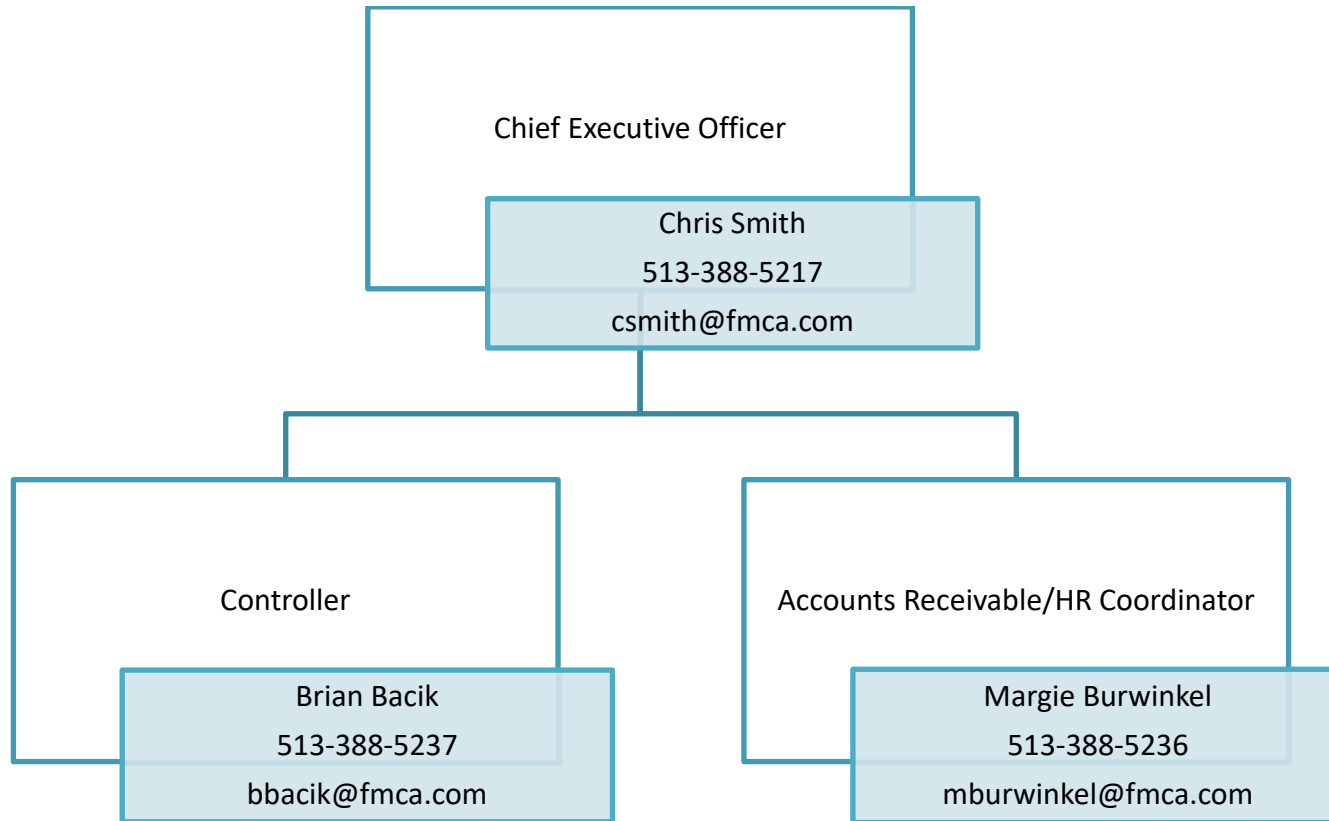 Chief Executive Officer
Chris Smith
513-388-5217
csmith@fmca.com
Controller
Brian Bacik
513-388-5237
bbacik@fmca.com
Accounts Receivable/HR Coordinator
Margie Burwinkel
513-388-5236
mburwinkel@fmca.com